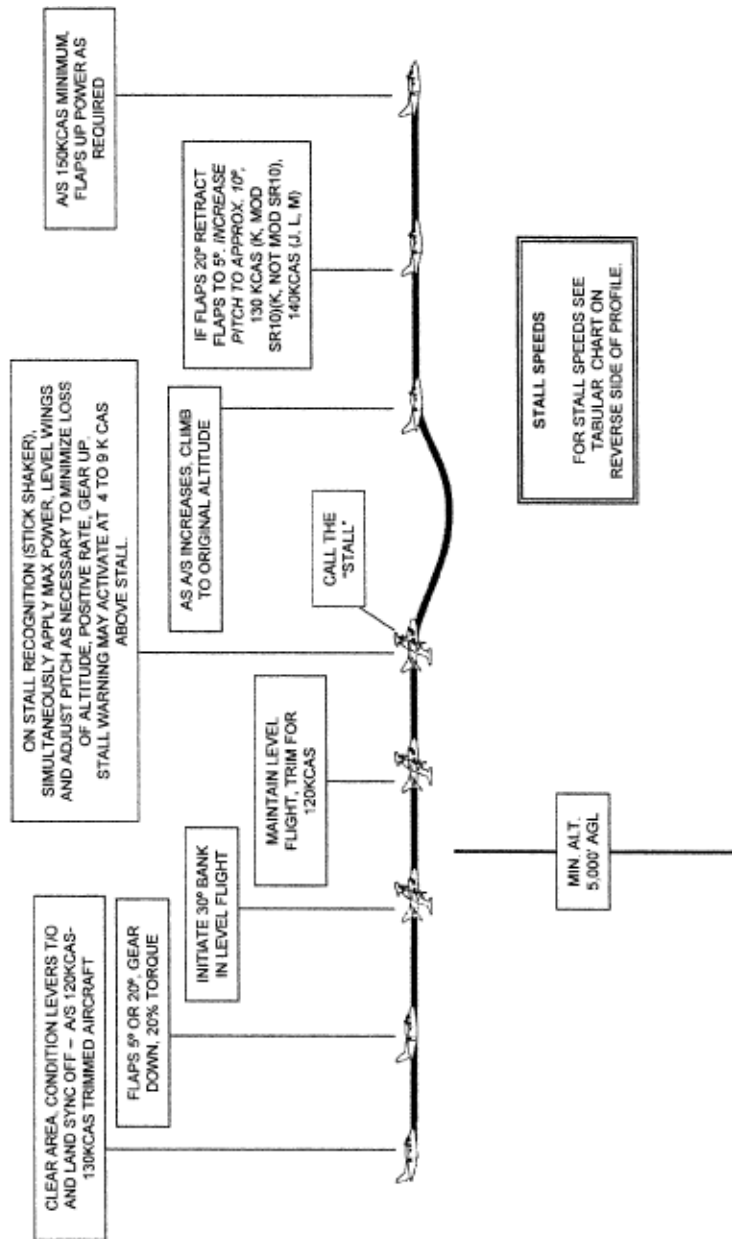 CLEAR AREA, CONDITION LEVERS T/O
AND LAND SYNC OFF – A/S 120KCAS-
130KCAS TRIMMED AIRCRAFT
FLAPS 5º OR 20º, GEAR
DOWN, 20% TORQUE
INITIATE 30º BANK
IN LEVEL FLIGHT
MAINTAIN LEVEL
FLIGHT, TRIM FOR
120KCAS
ON STALL RECOGNITION (STICK SHAKER),
SIMULTANEOUSLY APPLY MAX POWER, LEVEL WINGS
AND ADJUST PITCH AS NECESSARY TO MINIMIZE LOSS
OF ALTITUDE, POSITIVE RATE, GEAR UP.
STALL WARNING MAY ACTIVATE AT 4 TO 9 K CAS
ABOVE STALL.
CALL THE
"STALL"
AS A/S INCREASES, CLIMB
TO ORIGINAL ALTITUDE
IF FLAPS 20º RETRACT
FLAPS TO 5º. INCREASE
PITCH TO APPROX. 10º,
130 KCAS (K, MOD
SR10)(K, NOT MOD SR10),
140KCAS (J, L, M)
A/S 150KCAS MINIMUM,
FLAPS UP POWER AS
REQUIRED
MIN. ALT.
5,000' AGL
STALL SPEEDS
FOR STALL SPEEDS SEE
TABULAR CHART ON
REVERSE SIDE OF PROFILE.